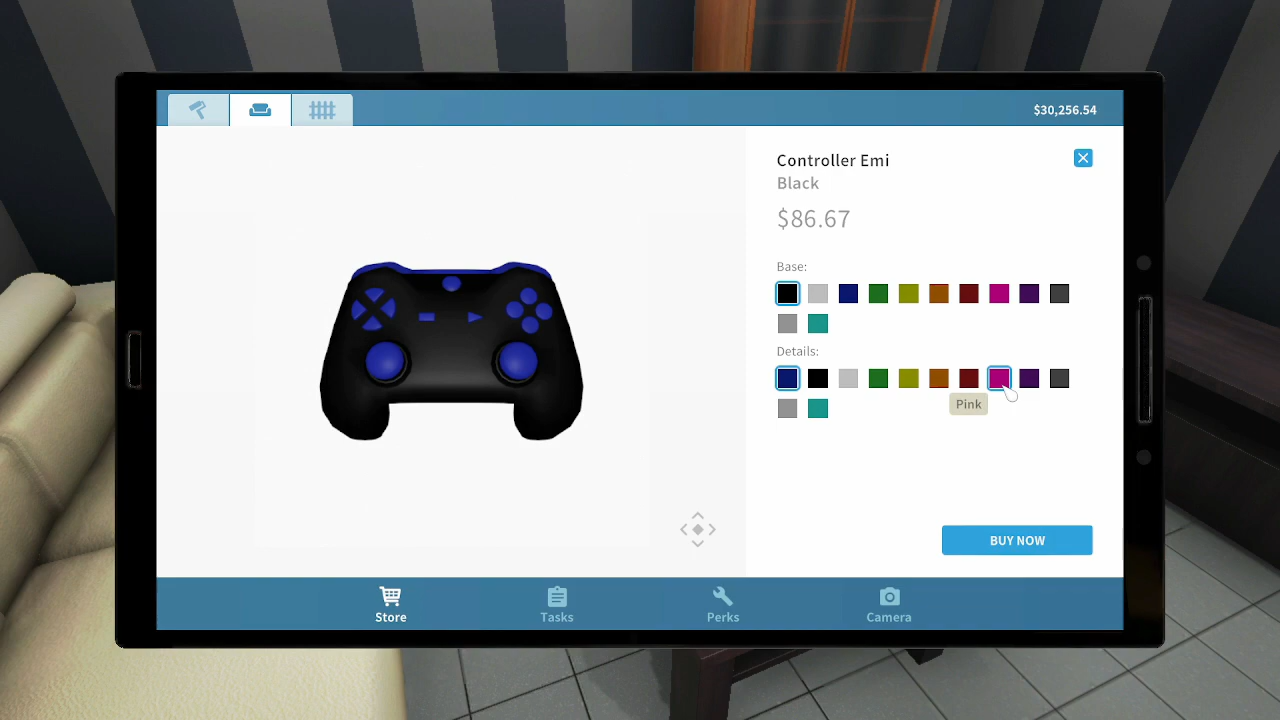 $30,256.54
Controller Emi
Black
$86.67
Base:
Details:
Pink
BUY NOW
Store
Tasks
Perks
Camera